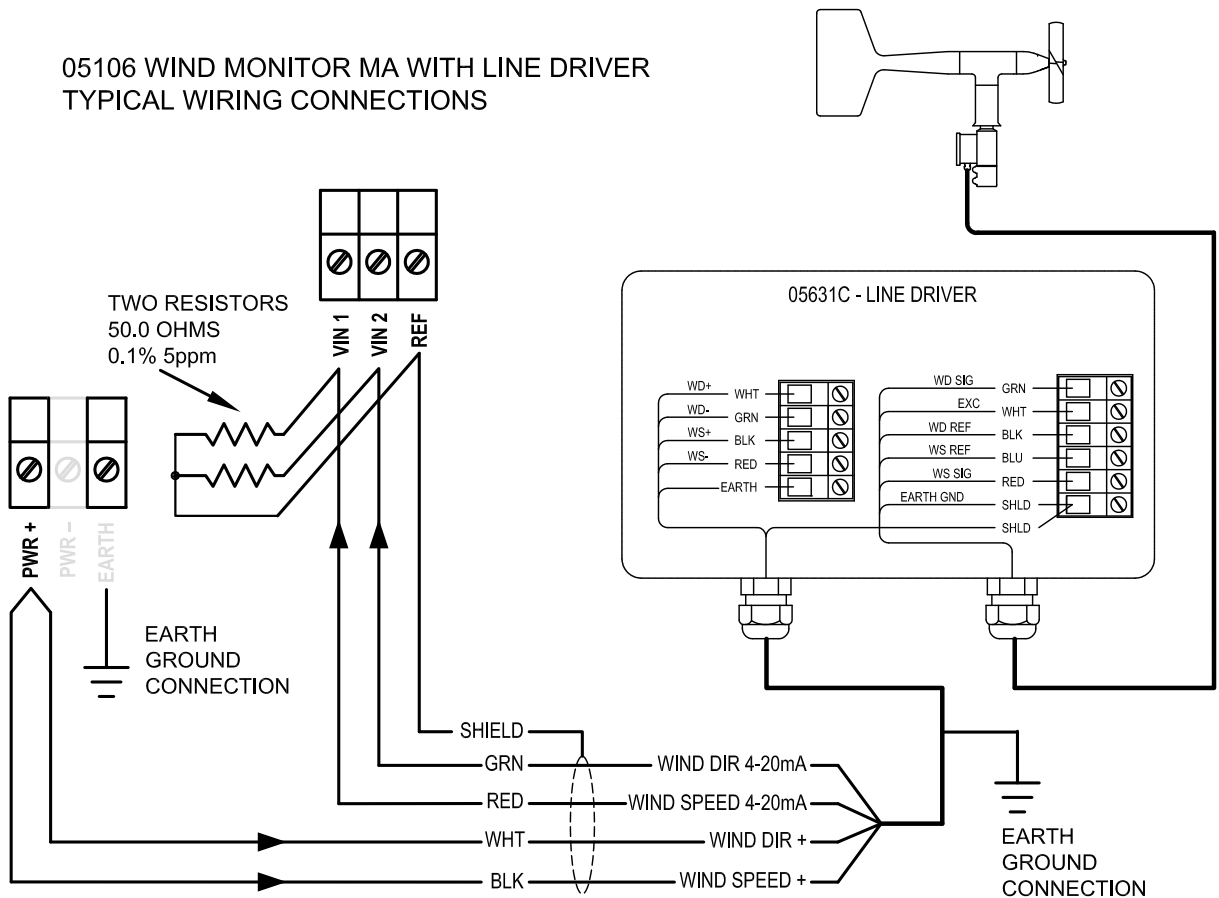 05106 WIND MONITOR MA WITH LINE DRIVER
TYPICAL WIRING CONNECTIONS
TWO RESISTORS
50.0 OHMS
0.1% 5ppm
VIN 1
VIN 2
REF
PWR +
PWR –
EARTH
EARTH
GROUND
CONNECTION
05631C - LINE DRIVER
WD+
WHT
WD-
GRN
WS+
BLK
WS-
RED
EARTH
WD SIG
GRN
EXC
WHT
WD REF
BLK
WS REF
BLU
WS SIG
RED
EARTH GND
SHLD
SHLD
SHIELD
GRN
WIND DIR 4-20mA
RED
WIND SPEED 4-20mA
WHT
WIND DIR +
BLK
WIND SPEED +
EARTH
GROUND
CONNECTION